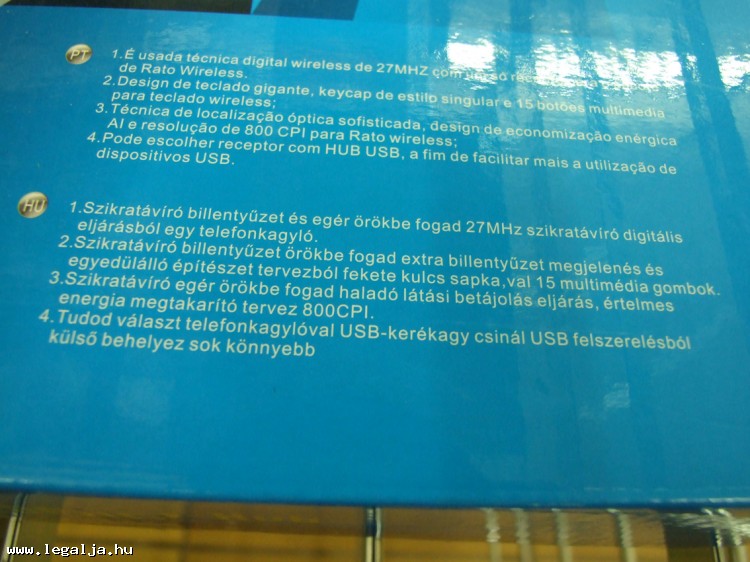 PT
1.É usada técnica digital wireless de 27MHZ com um só
de Rato Wireless.
2.Design de teclado gigante, keycap de estilo singular e 15 botões multimedia
para teclado wireless;
3.Técnica de localização óptica sofisticada, design de economização enérgica
AI e resolução de 800 CPI para Rato wireless;
4.Pode escolher receptor com HUB USB, a fim de facilitar mais a utilização de
dispositivos USB.
HU
1.Szikratávíró billentyűzet és egér örökbe fogad 27MHz szikratávíró digitális
eljárásból egy telefonkagyló.
2.Szikratávíró billentyűzet örökbe fogad extra billentyűzet megjelenés és
egyedülálló építészet tervezból fekete kulcs sapka,val 15 multimédia gombok.
3.Szikratávíró egér örökbe fogad haladó látási betájolás eljárás, értelmes
energia megtakarító tervez 800CPI.
4.Tudod választ telefonkagylóval USB-kerékagy csinál USB felszerelésból
külső behelyez sok könnyebb
www.legalja.hu